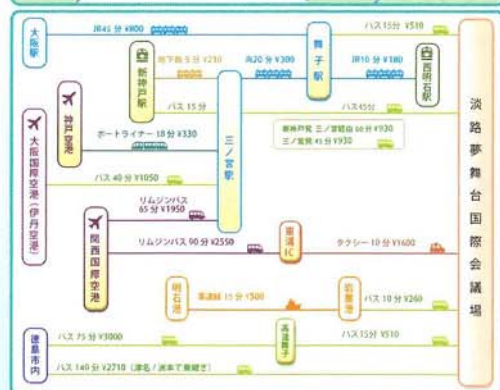 大阪駅
JR45分 ¥800
舞子駅
バス15分 ¥510
新神戸駅
地下鉄 5分 ¥210
JR20分 ¥300
JR10分 ¥180
西明石駅
バス 15分
バス45分
神戸空港
新神戸発 三ノ宮経由 60分 ¥930
三ノ宮発 45分 ¥930
三ノ宮駅
ポートライナー 18分 ¥330
大阪国際空港(伊丹空港)
バス 40分 ¥1050
リムジンバス
65分 ¥1950
関西国際空港
リムジンバス 90分 ¥2550
東浦IC
タクシー 10分 ¥1600
明石港
高速艇 15分 ¥500
岩屋港
バス 10分 ¥260
徳島市内
バス 75分 ¥3000
高速舞子
バス15分 ¥510
バス 140分 ¥2710 (津名/洲本で乗継ぎ)
淡路夢舞台国際会議場